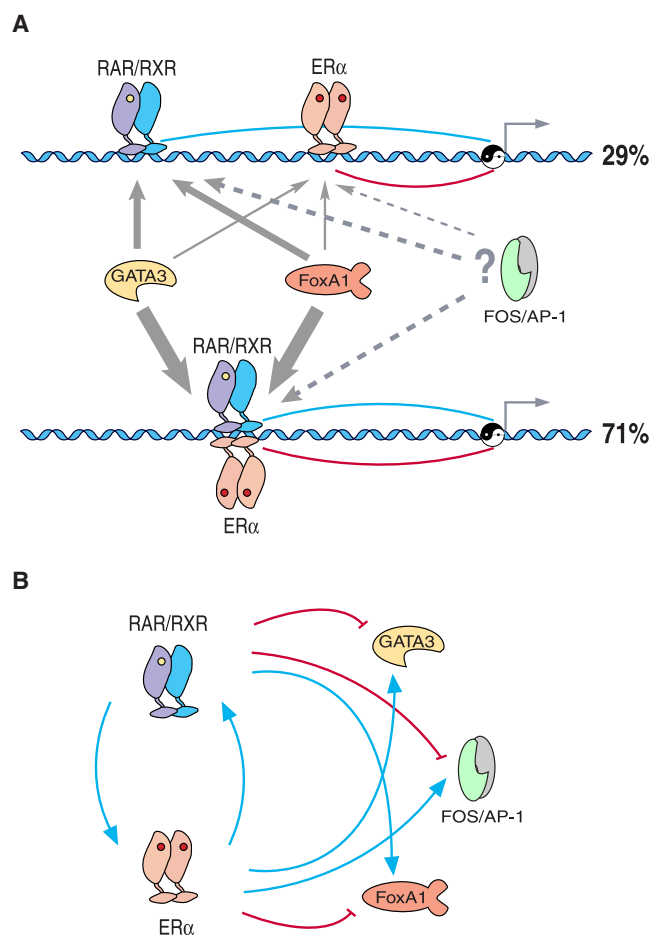 A
RAR/RXR
ERα
29%
GATA3
FoxA1
?
FOS/AP-1
RAR/RXR
71%
ERα
B
RAR/RXR
GATA3
FOS/AP-1
FoxA1
ERα